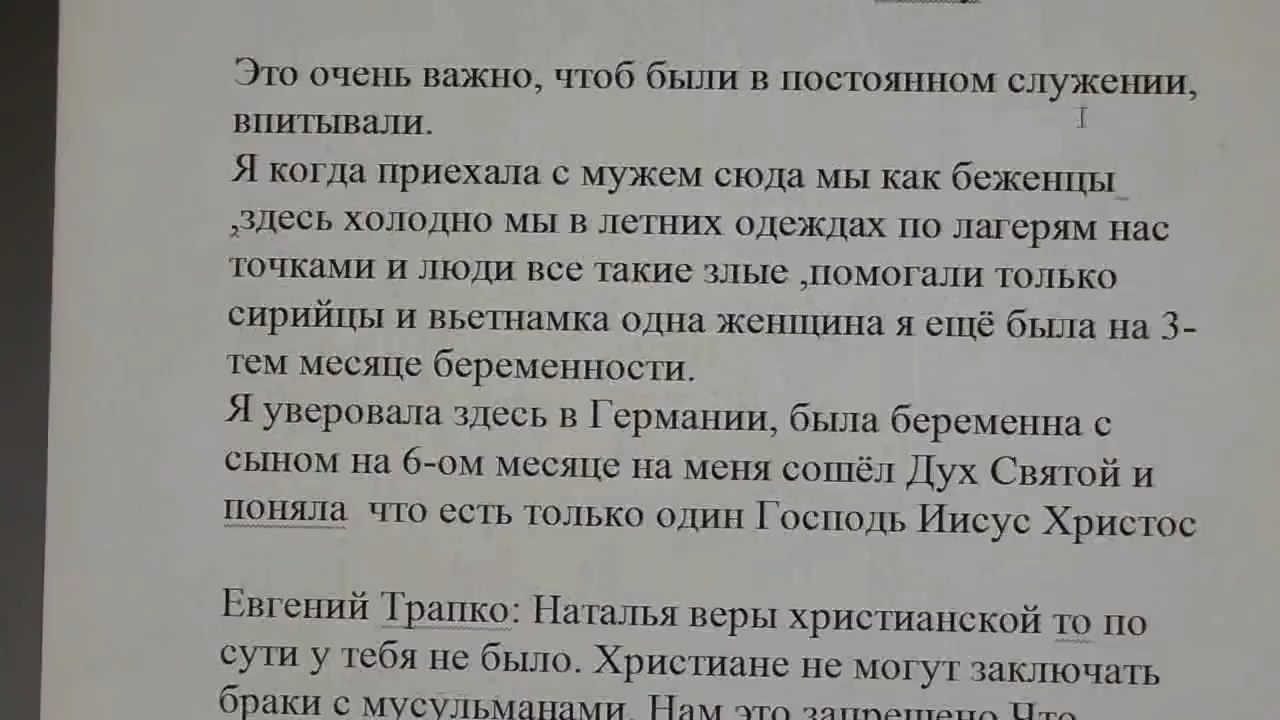 Это очень важно, чтоб были в постоянном служении,
впитывали.
Я когда приехала с мужем сюда мы как беженцы
,здесь холодно мы в летних одеждах по лагерям нас
точками и люди все такие злые ,помогали только
сирийцы и вьетнамка одна женщина я ещё была на 3-
тем месяце беременности.
Я уверовала здесь в Германии, была беременна с
сыном на 6-ом месяце на меня сошёл Дух Святой и
поняла  что есть только один Господь Иисус Христос
Евгений Трапко: Наталья веры христианской то по
сути у тебя не было. Христиане не могут заключать
браки с мусульманами. Нам это запрещено Что